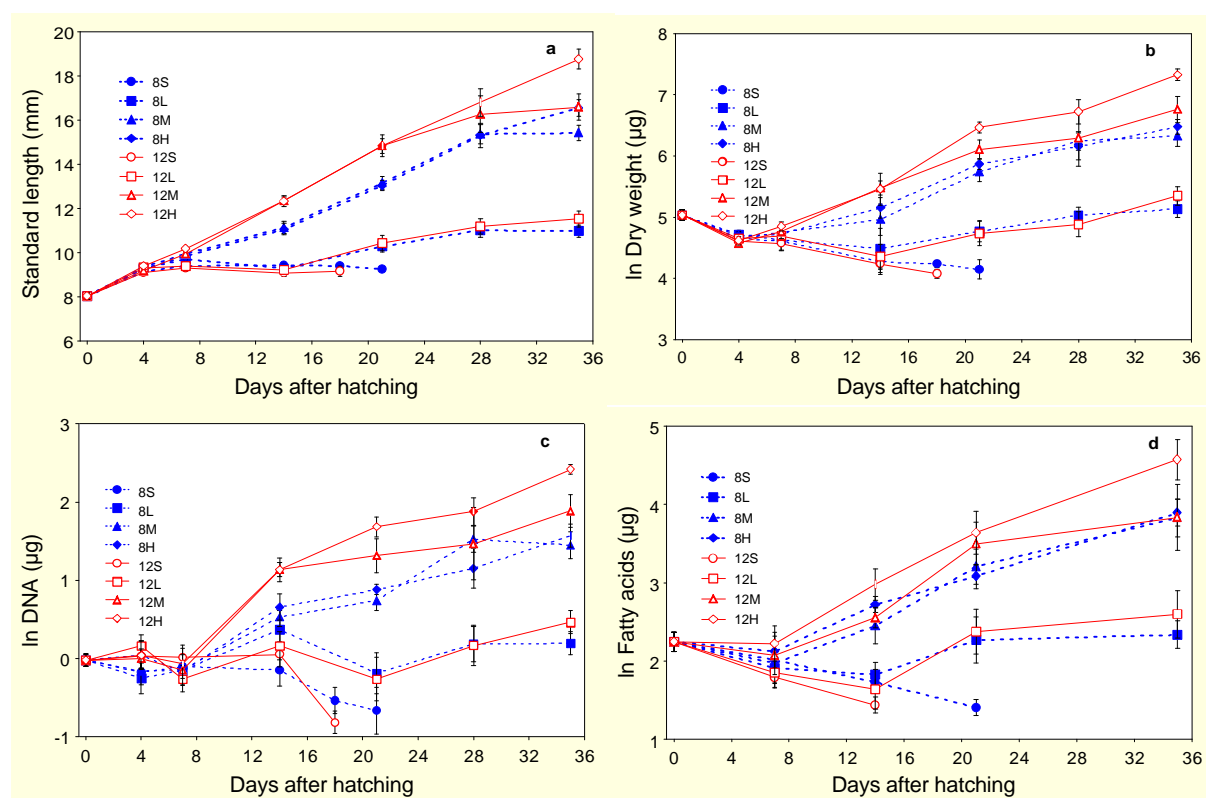 a
Standard length (mm)
20
18
16
14
12
10
8
6
8S
8L
8M
8H
12S
12L
12M
12H
0 4 8 12 16 20 24 28 32 36
Days after hatching
b
ln Dry weight (µg)
8
7
6
5
4
3
8S
8L
8M
8H
12S
12L
12M
12H
0 4 8 12 16 20 24 28 32 36
Days after hatching
c
ln DNA (µg)
3
2
1
0
-1
8S
8L
8M
8H
12S
12L
12M
12H
0 4 8 12 16 20 24 28 32 36
Days after hatching
d
ln Fatty acids (µg)
5
4
3
2
1
8S
8L
8M
8H
12S
12L
12M
12H
0 4 8 12 16 20 24 28 32 36
Days after hatching